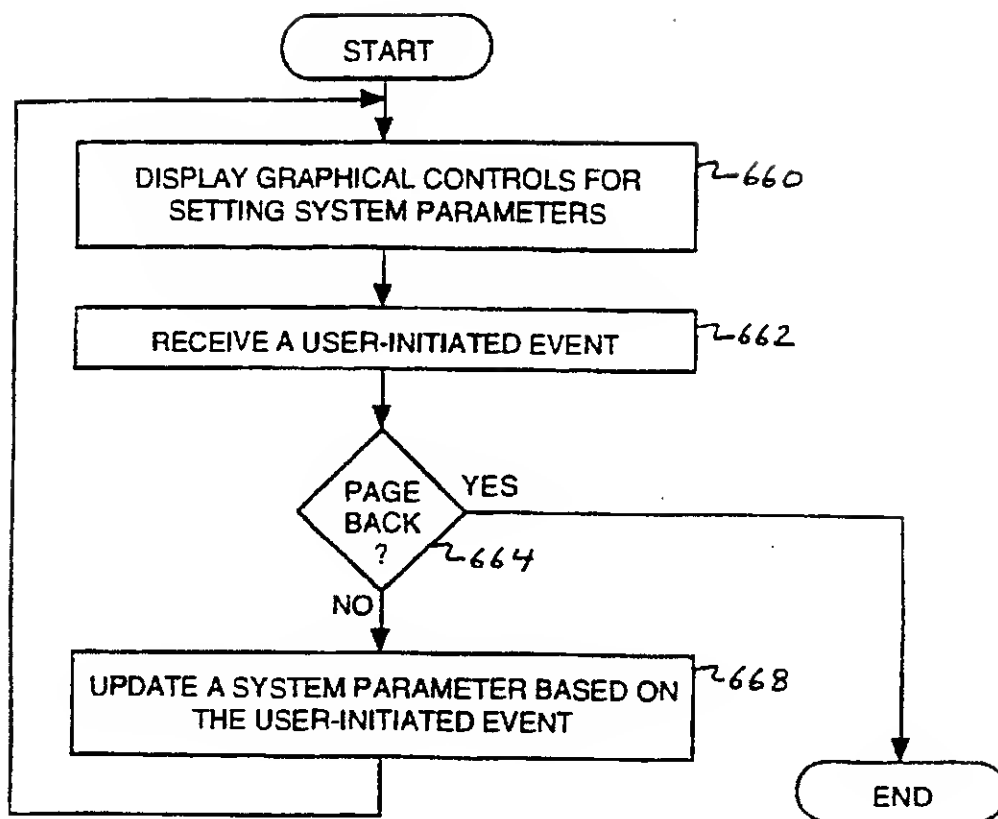 START
DISPLAY GRAPHICAL CONTROLS FOR
SETTING SYSTEM PARAMETERS
660
RECEIVE A USER-INITIATED EVENT
662
PAGE
BACK
?
YES
664
NO
UPDATE A SYSTEM PARAMETER BASED ON
THE USER-INITIATED EVENT
668
END